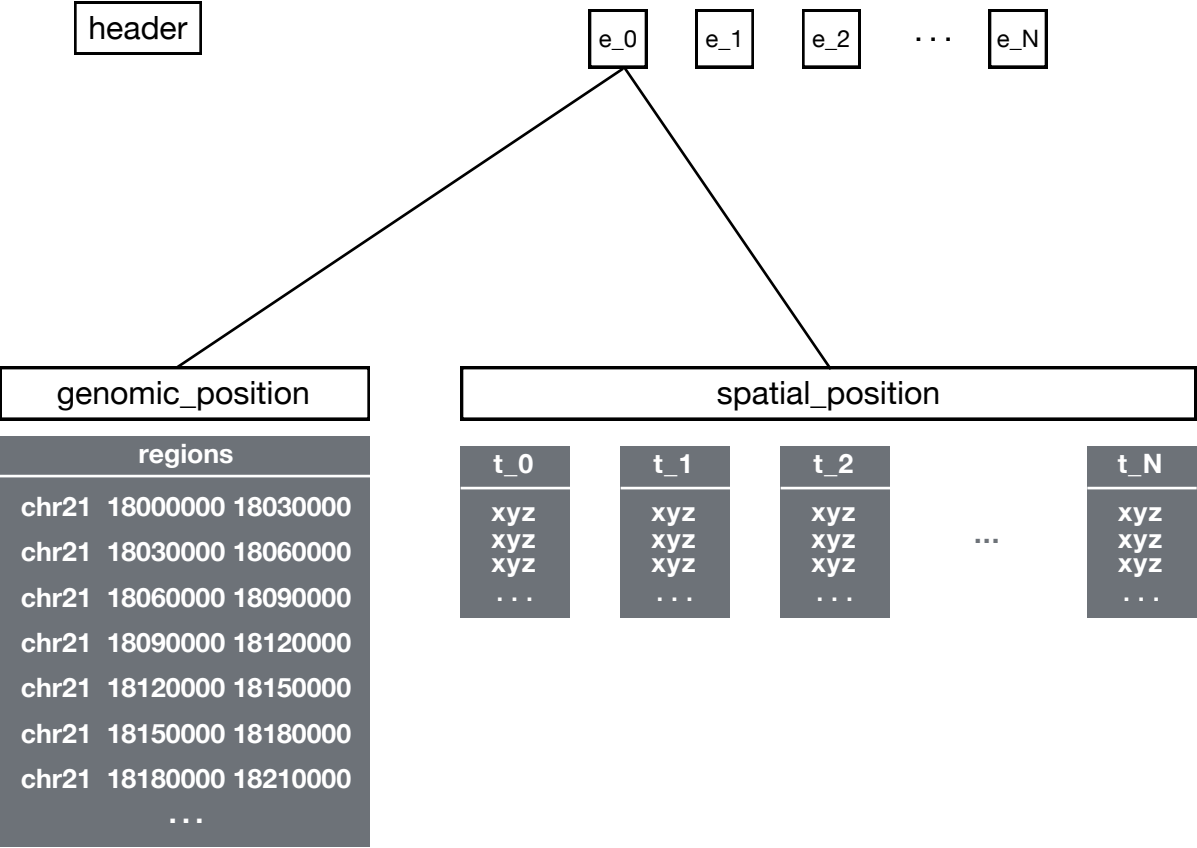 header
e_0 e_1 e_2 . . . e_N
genomic_position
regions
chr21 18000000 18030000
chr21 18030000 18060000
chr21 18060000 18090000
chr21 18090000 18120000
chr21 18120000 18150000
chr21 18150000 18180000
chr21 18180000 18210000
. . .
spatial_position
t_0
xyz
xyz
xyz
. . .
t_1
xyz
xyz
xyz
. . .
t_2
xyz
xyz
xyz
. . .
...
t_N
xyz
xyz
xyz
. . .